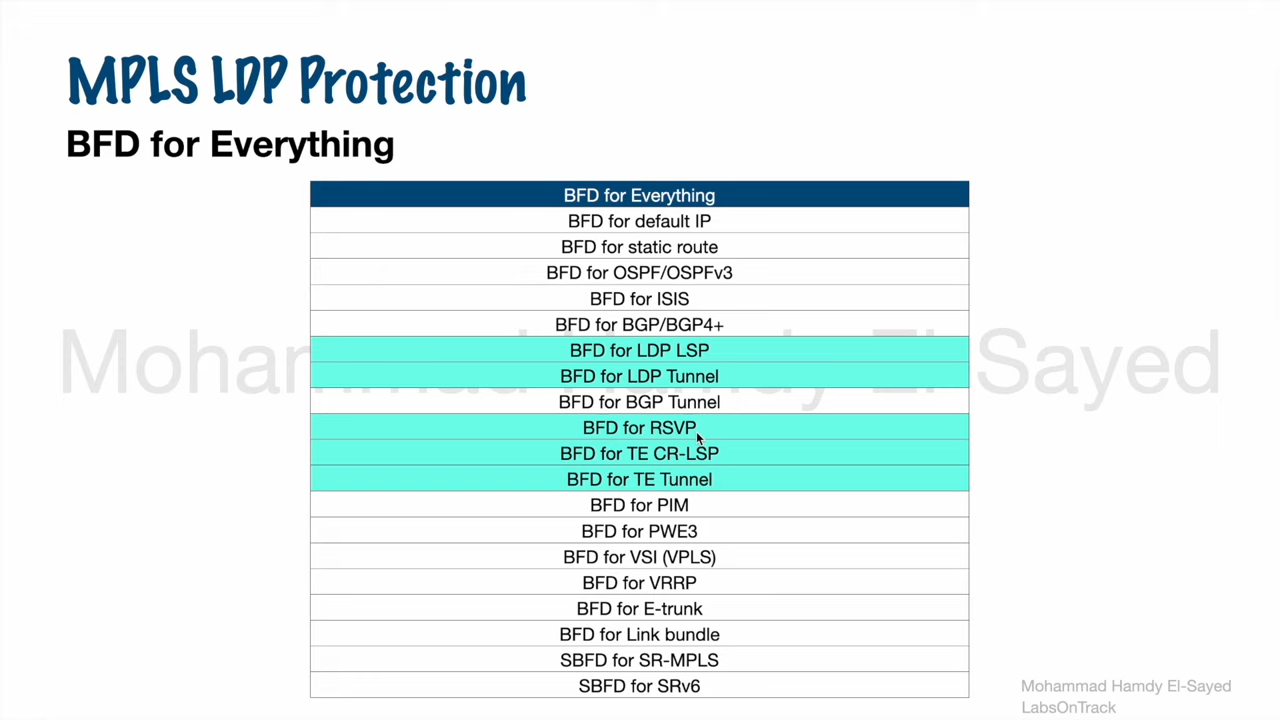 MPLS LDP Protection
BFD for Everything
BFD for Everything
BFD for default IP
BFD for static route
BFD for OSPF/OSPFv3
BFD for ISIS
BFD for BGP/BGP4+
BFD for LDP LSP
BFD for LDP Tunnel
BFD for BGP Tunnel
BFD for RSVP
BFD for TE CR-LSP
BFD for TE Tunnel
BFD for PIM
BFD for PWE3
BFD for VSI (VPLS)
BFD for VRRP
BFD for E-trunk
BFD for Link bundle
SBFD for SR-MPLS
SBFD for SRv6
Mohammad Hamdy El-Sayed
Mohammad Hamdy El-Sayed
LabsOnTrack